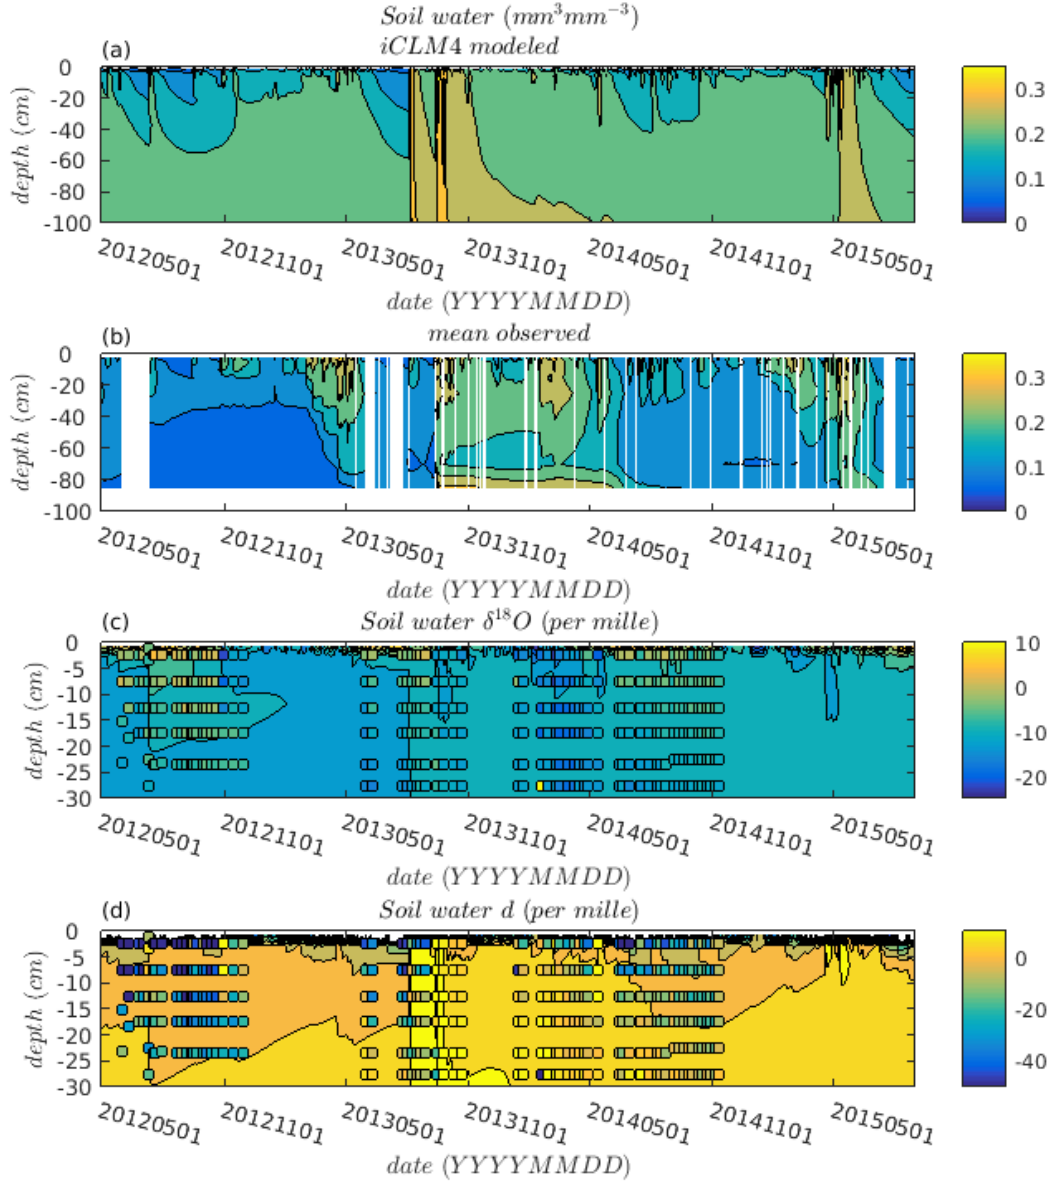 Soil water (mm³mm⁻³)
(a) iCLM4 modeled
0
-20
-40
-60
-80
-100
depth (cm)
0.3
0.2
0.1
0
20120501 20121101 20130501 20131101 20140501 20141101 20150501
date (YYYYMMDD)
(b) mean observed
0
-20
-40
-60
-80
-100
depth (cm)
0.3
0.2
0.1
0
20120501 20121101 20130501 20131101 20140501 20141101 20150501
date (YYYYMMDD)
(c) Soil water δ¹⁸O (per mille)
0
-5
-10
-15
-20
-25
-30
depth (cm)
10
0
-10
-20
20120501 20121101 20130501 20131101 20140501 20141101 20150501
date (YYYYMMDD)
(d) Soil water d (per mille)
0
-5
-10
-15
-20
-25
-30
depth (cm)
0
-20
-40
20120501 20121101 20130501 20131101 20140501 20141101 20150501
date (YYYYMMDD)